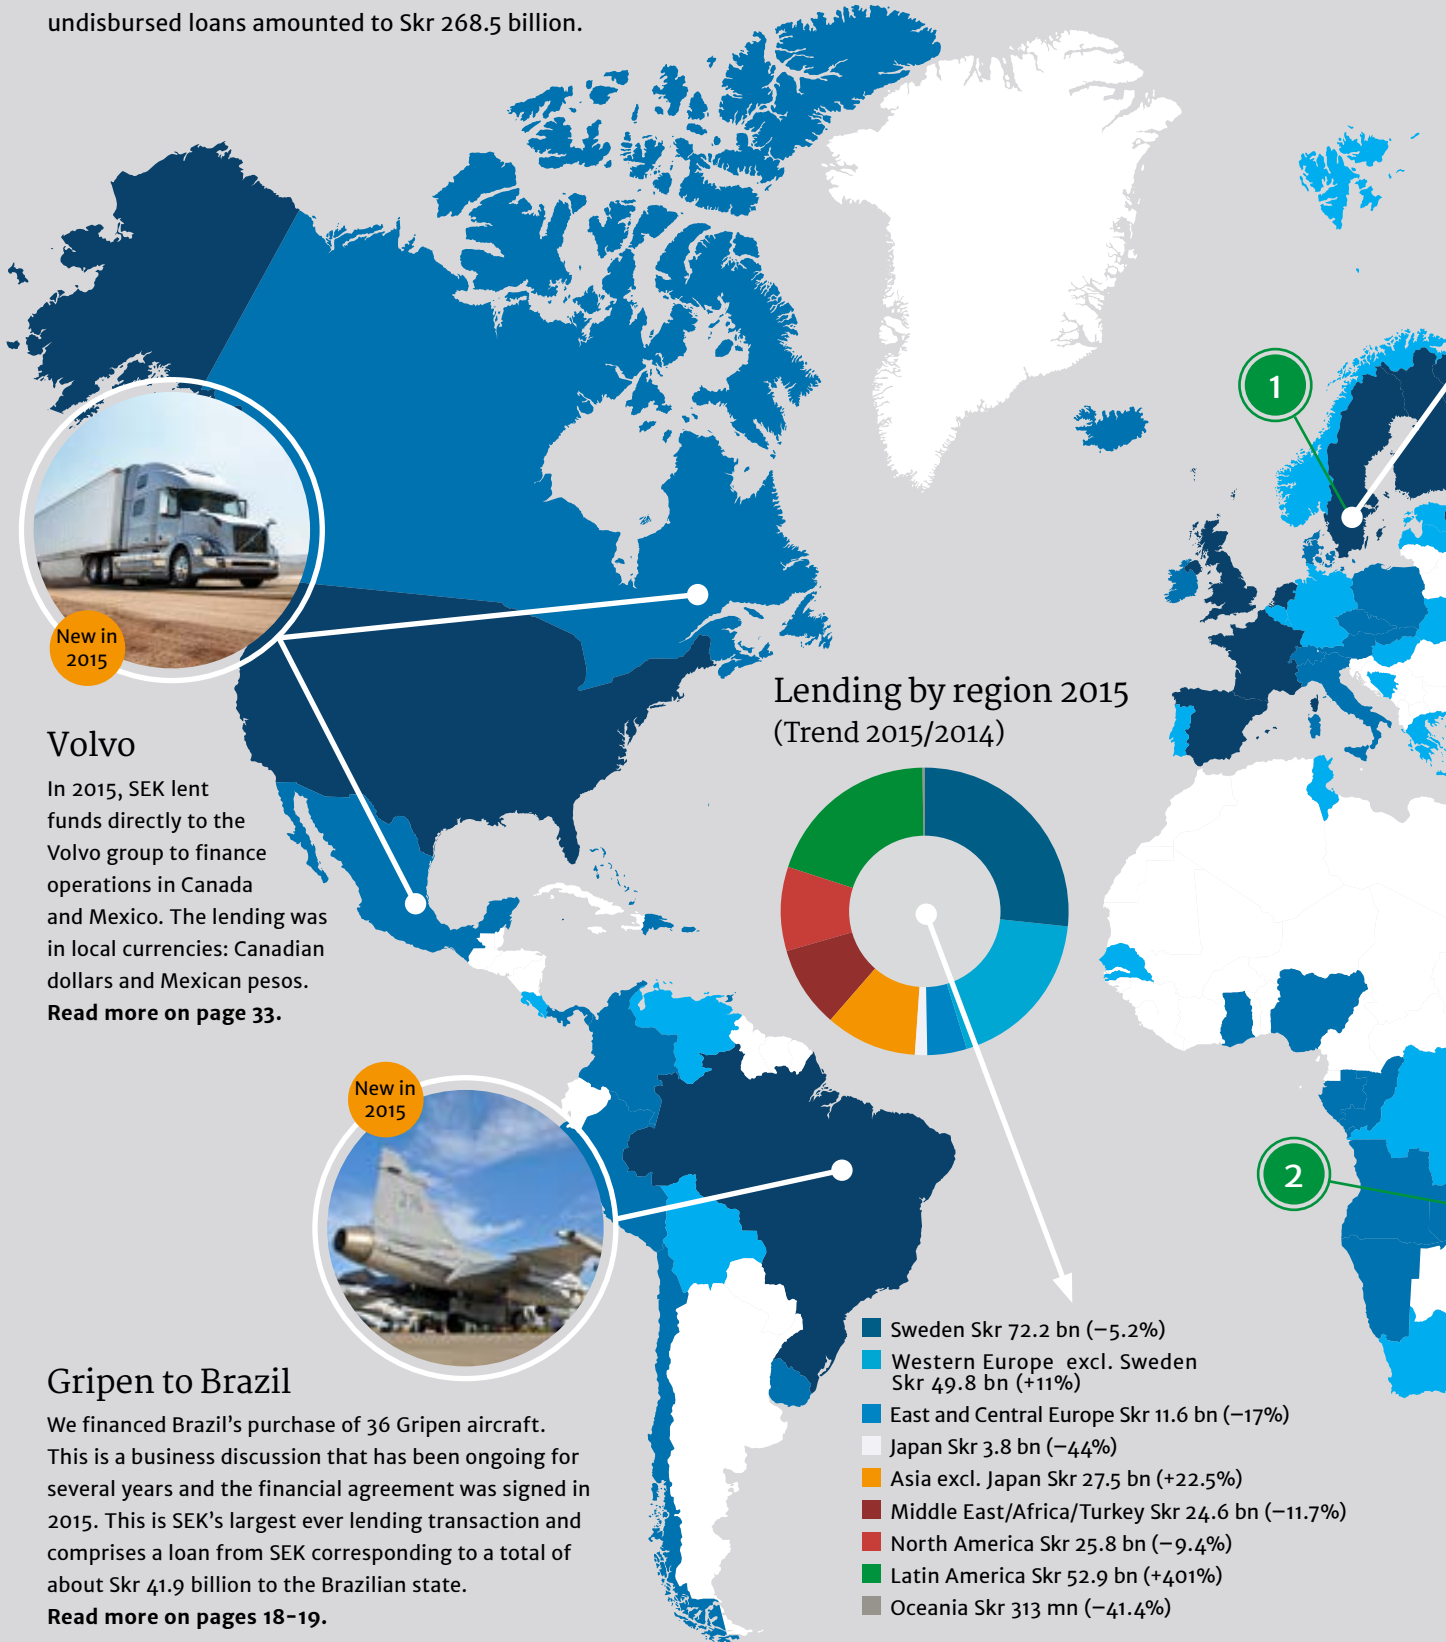 undisbursed loans amounted to Skr 268.5 billion.
1
New in
2015
Volvo
In 2015, SEK lent
funds directly to the
Volvo group to finance
operations in Canada
and Mexico. The lending was
in local currencies: Canadian
dollars and Mexican pesos.
Read more on page 33.
Lending by region 2015
(Trend 2015/2014)
New in
2015
2
Gripen to Brazil
We financed Brazil’s purchase of 36 Gripen aircraft.
This is a business discussion that has been ongoing for
several years and the financial agreement was signed in
2015. This is SEK’s largest ever lending transaction and
comprises a loan from SEK corresponding to a total of
about Skr 41.9 billion to the Brazilian state.
Read more on pages 18-19.
Sweden Skr 72.2 bn (−5.2%)
Western Europe excl. Sweden
Skr 49.8 bn (+11%)
East and Central Europe Skr 11.6 bn (−17%)
Japan Skr 3.8 bn (−44%)
Asia excl. Japan Skr 27.5 bn (+22.5%)
Middle East/Africa/Turkey Skr 24.6 bn (−11.7%)
North America Skr 25.8 bn (−9.4%)
Latin America Skr 52.9 bn (+401%)
Oceania Skr 313 mn (−41.4%)